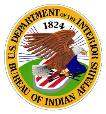 U.S. DEPARTMENT OF THE INTERIOR
1824
BUREAU OF INDIAN AFFAIRS